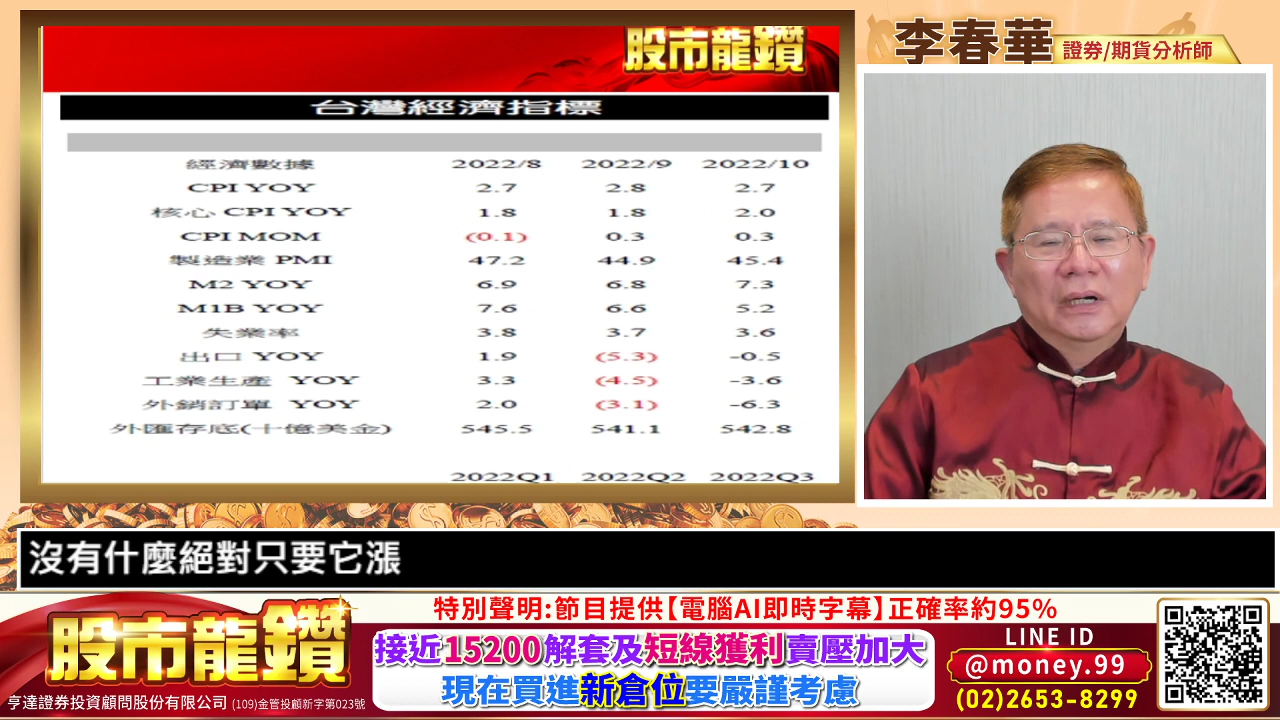 股市龍鑽
李春華 證券/期貨分析師
台灣經濟指標
經濟數據 2022/8 2022/9 2022/10
CPI YOY 2.7 2.8 2.7
核心 CPI YOY 1.8 1.8 2.0
CPI MOM (0.1) 0.3 0.3
製造業 PMI 47.2 44.9 45.4
M2 YOY 6.9 6.8 7.3
M1B YOY 7.6 6.6 5.2
失業率 3.8 3.7 3.6
出口 YOY 1.9 (5.3) -0.5
工業生產 YOY 3.3 (4.5) -3.6
外銷訂單 YOY 2.0 (3.1) -6.3
外匯存底(十億美金) 545.5 541.1 542.8
2022Q1 2022Q2 2022Q3
沒有什麼絕對只要它漲
股市龍鑽
亨達證券投資顧問股份有限公司 (109)金管投顧新字第023號
特別聲明:節目提供【電腦AI即時字幕】正確率約95%
接近15200解套及短線獲利賣壓加大
現在買進新倉位要嚴謹考慮
LINE ID
@money.99
(02)2653-8299